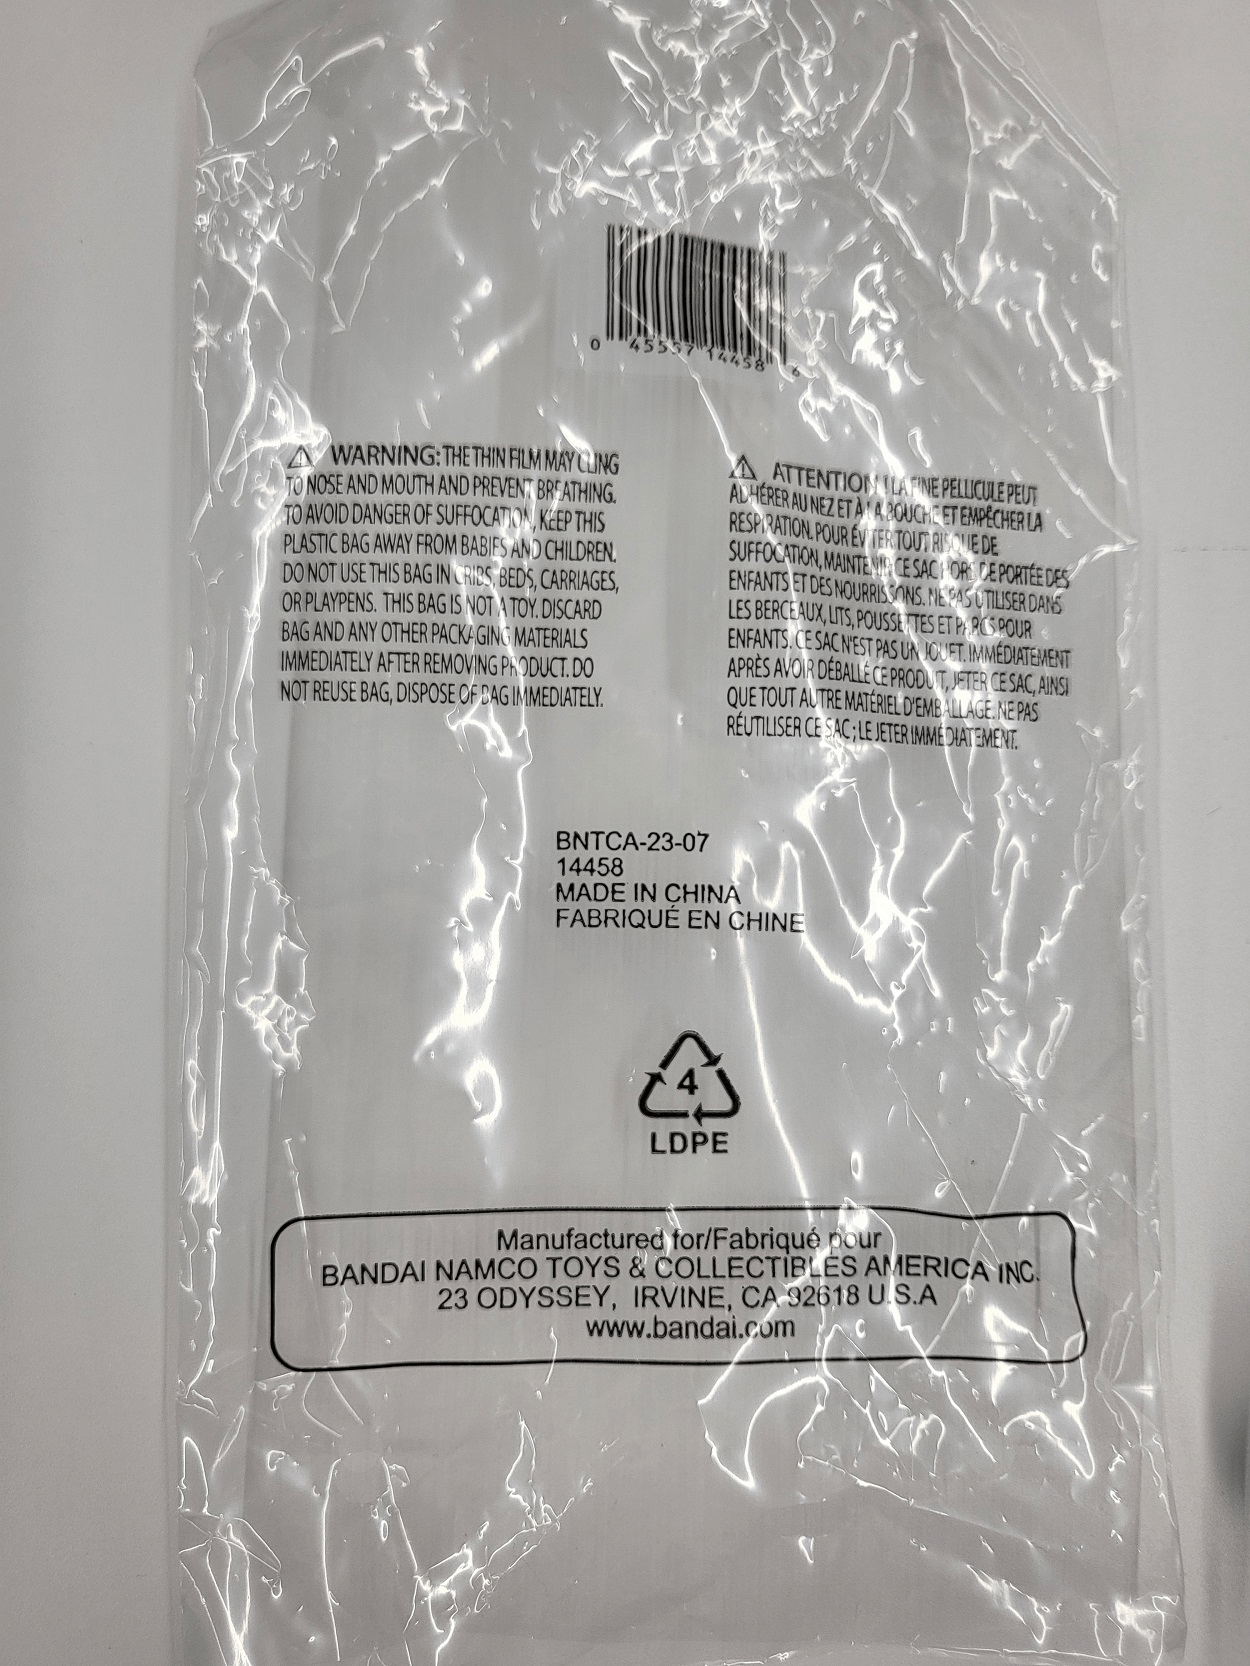 0 45557 14458 6
⚠ WARNING: THE THIN FILM MAY CLING
TO NOSE AND MOUTH AND PREVENT BREATHING.
TO AVOID DANGER OF SUFFOCATION, KEEP THIS
PLASTIC BAG AWAY FROM BABIES AND CHILDREN.
DO NOT USE THIS BAG IN CRIBS, BEDS, CARRIAGES,
OR PLAYPENS. THIS BAG IS NOT A TOY. DISCARD
BAG AND ANY OTHER PACKAGING MATERIALS
IMMEDIATELY AFTER REMOVING PRODUCT. DO
NOT REUSE BAG, DISPOSE OF BAG IMMEDIATELY.
⚠ ATTENTION ! LA FINE PELLICULE PEUT
ADHÉRER AU NEZ ET À LA BOUCHE ET EMPÊCHER LA
RESPIRATION. POUR ÉVITER TOUT RISQUE DE
SUFFOCATION, MAINTENIR CE SAC HORS DE PORTÉE DES
ENFANTS ET DES NOURRISSONS. NE PAS UTILISER DANS
LES BERCEAUX, LITS, POUSSETTES ET PARCS POUR
ENFANTS. CE SAC N'EST PAS UN JOUET. IMMÉDIATEMENT
APRÈS AVOIR DÉBALLÉ CE PRODUIT, JETER CE SAC, AINSI
QUE TOUT AUTRE MATÉRIEL D'EMBALLAGE. NE PAS
RÉUTILISER CE SAC ; LE JETER IMMÉDIATEMENT.
BNTCA-23-07
14458
MADE IN CHINA
FABRIQUÉ EN CHINE
4
LDPE
Manufactured for/Fabriqué pour
BANDAI NAMCO TOYS & COLLECTIBLES AMERICA INC.
23 ODYSSEY, IRVINE, CA 92618 U.S.A
www.bandai.com